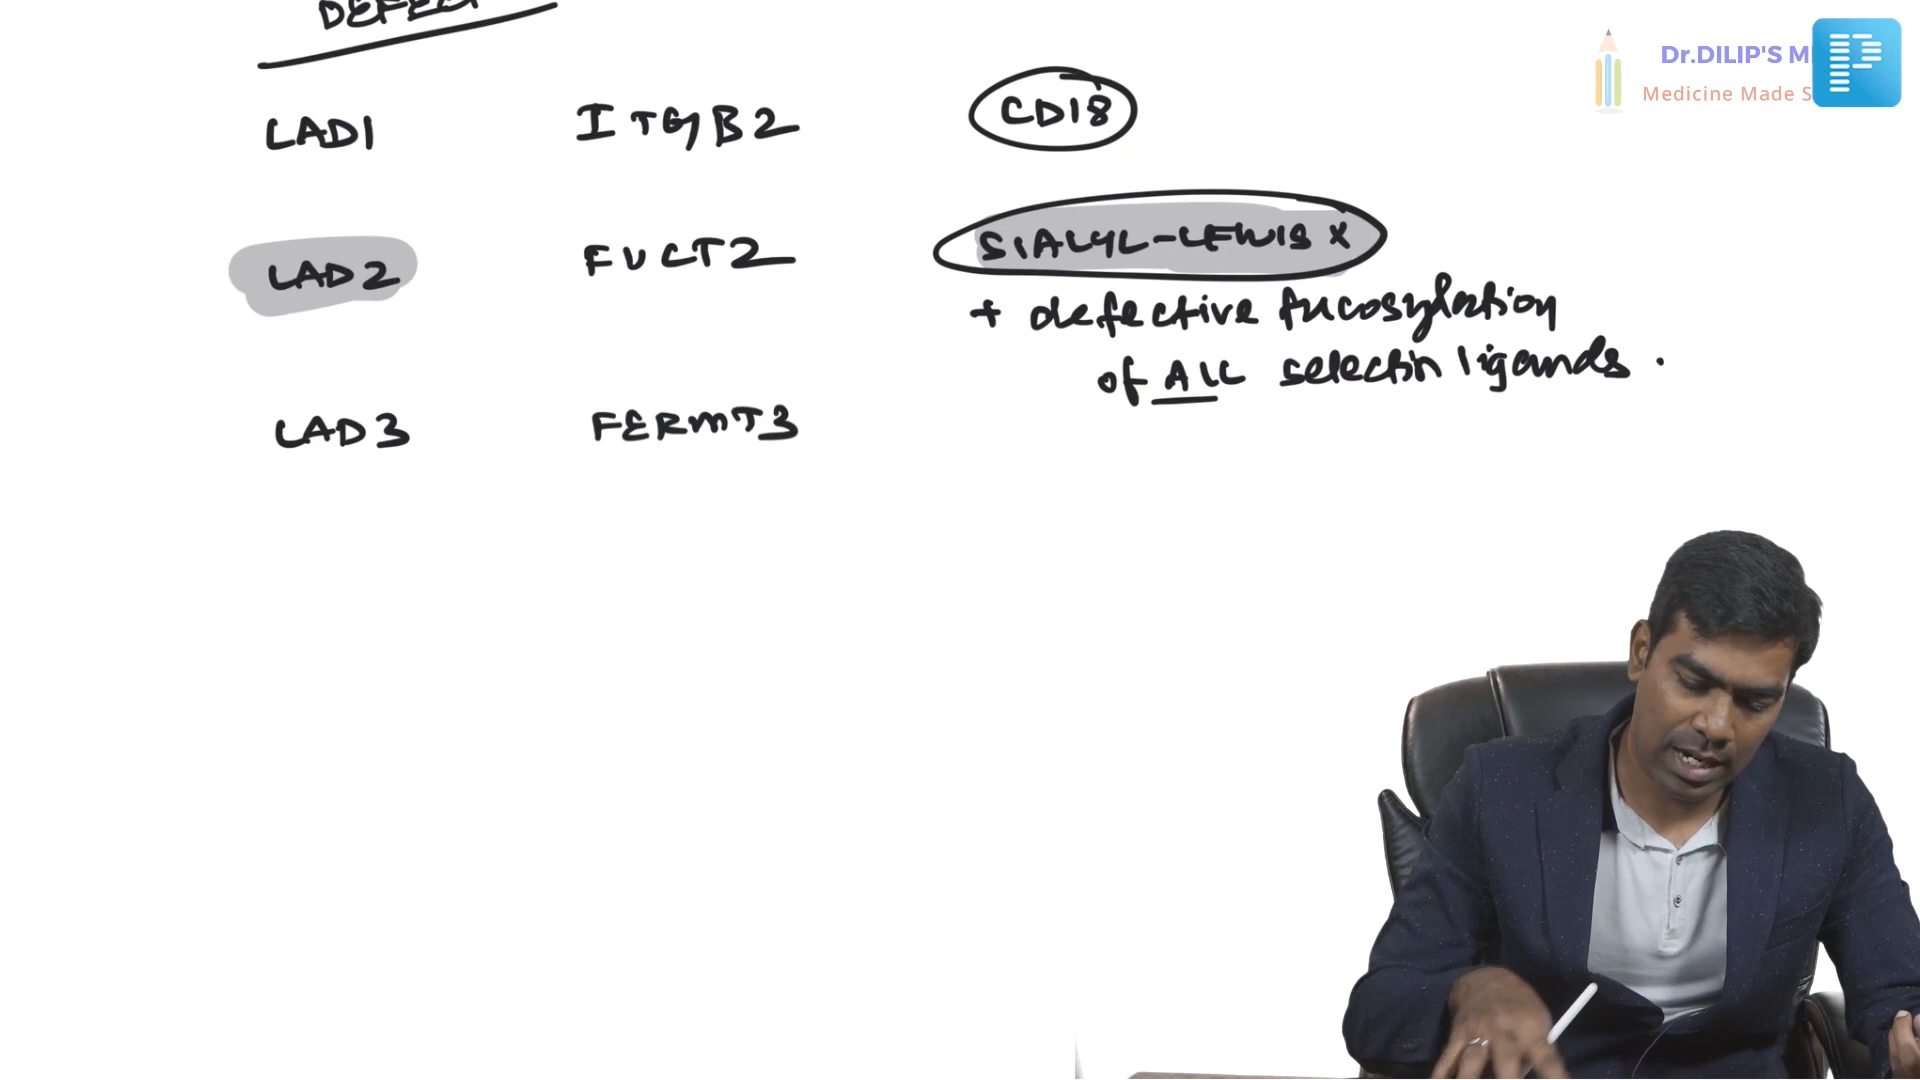 DEFECT
Dr.DILIP'S M
Medicine Made S
LAD1 ITGB2 CD18
LAD2 FUCT2 SIALYL-LEWIS X
+ defective fucosylation
of ALL selectin ligands.
LAD3 FERMT3